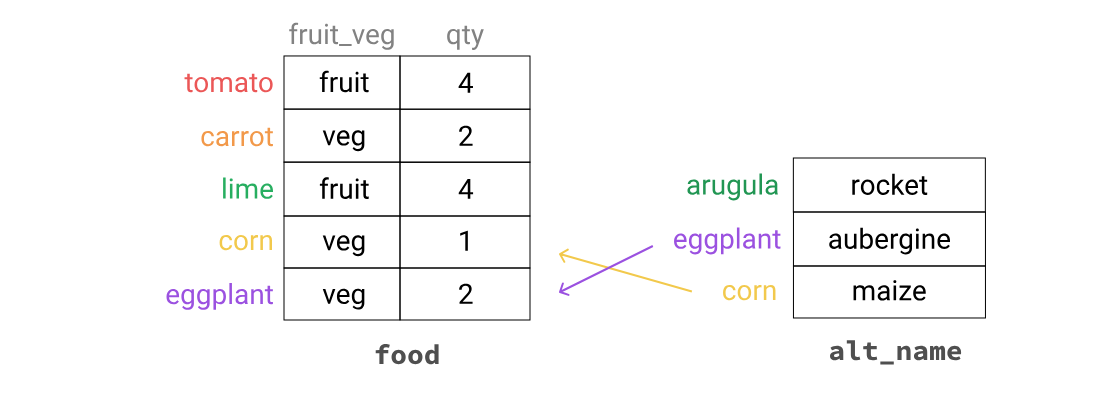 fruit_veg qty
tomato fruit 4
carrot veg 2
lime fruit 4
corn veg 1
eggplant veg 2
food
arugula rocket
eggplant aubergine
corn maize
alt_name